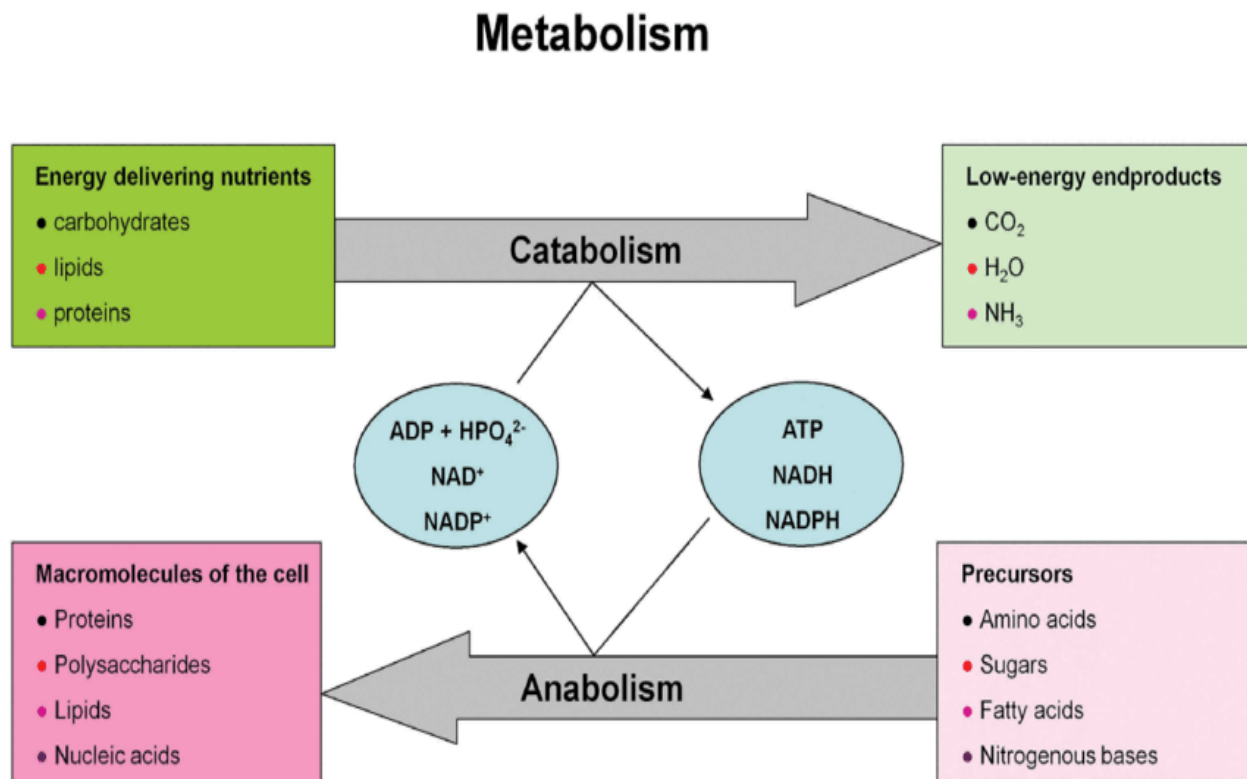 Metabolism
Energy delivering nutrients
• carbohydrates
• lipids
• proteins
Catabolism
Low-energy endproducts
• CO₂
• H₂O
• NH₃
ADP + HPO₄²⁻
NAD⁺
NADP⁺
ATP
NADH
NADPH
Macromolecules of the cell
• Proteins
• Polysaccharides
• Lipids
• Nucleic acids
Anabolism
Precursors
• Amino acids
• Sugars
• Fatty acids
• Nitrogenous bases